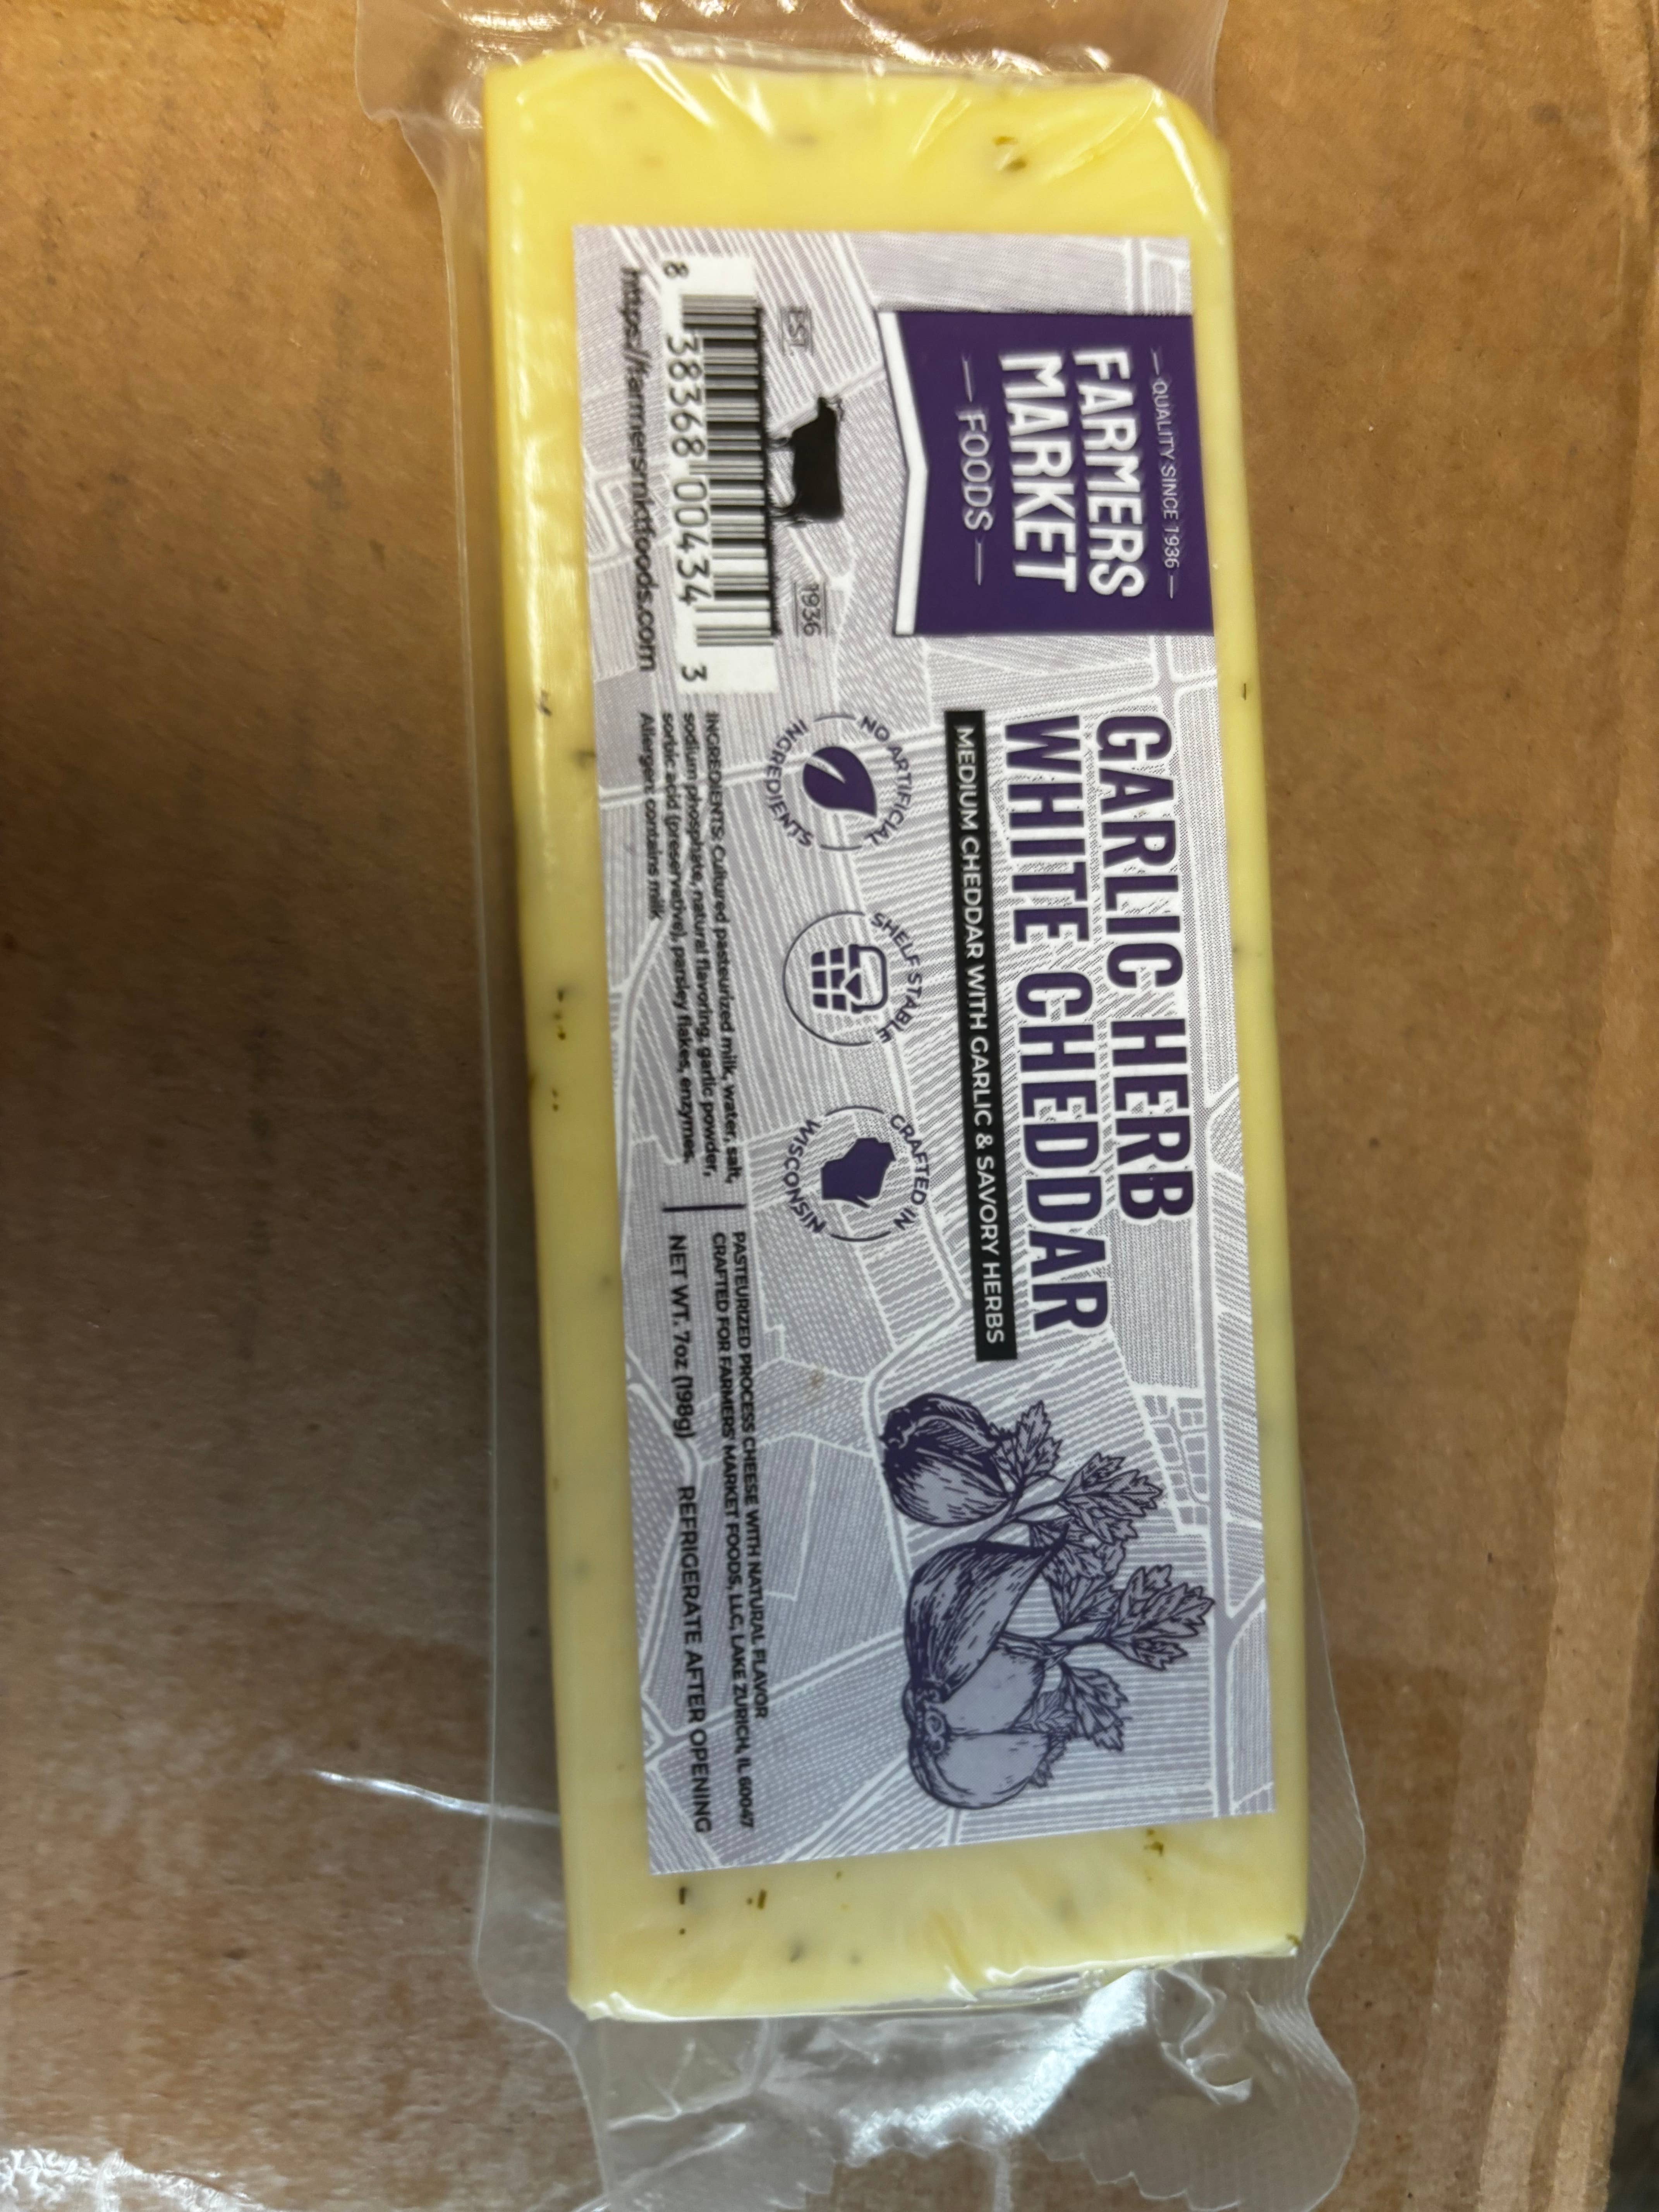 — QUALITY SINCE 1936 —
FARMERS
MARKET
— FOODS —
GARLIC HERB
WHITE CHEDDAR
MEDIUM CHEDDAR WITH GARLIC & SAVORY HERBS
EST.
1936
NO ARTIFICIAL
INGREDIENTS
SHELF STABLE
CRAFTED IN
WISCONSIN
8 38368 00434 3
https://farmersmktfoods.com
INGREDIENTS: Cultured pasteurized milk, water, salt,
sodium phosphate, natural flavoring, garlic powder,
sorbic acid (preservative), parsley flakes, enzymes.
Allergen: contains milk
PASTEURIZED PROCESS CHEESE WITH NATURAL FLAVOR
CRAFTED FOR FARMERS' MARKET FOODS, LLC, LAKE ZURICH, IL 60047
NET WT. 7oz (198g) REFRIGERATE AFTER OPENING